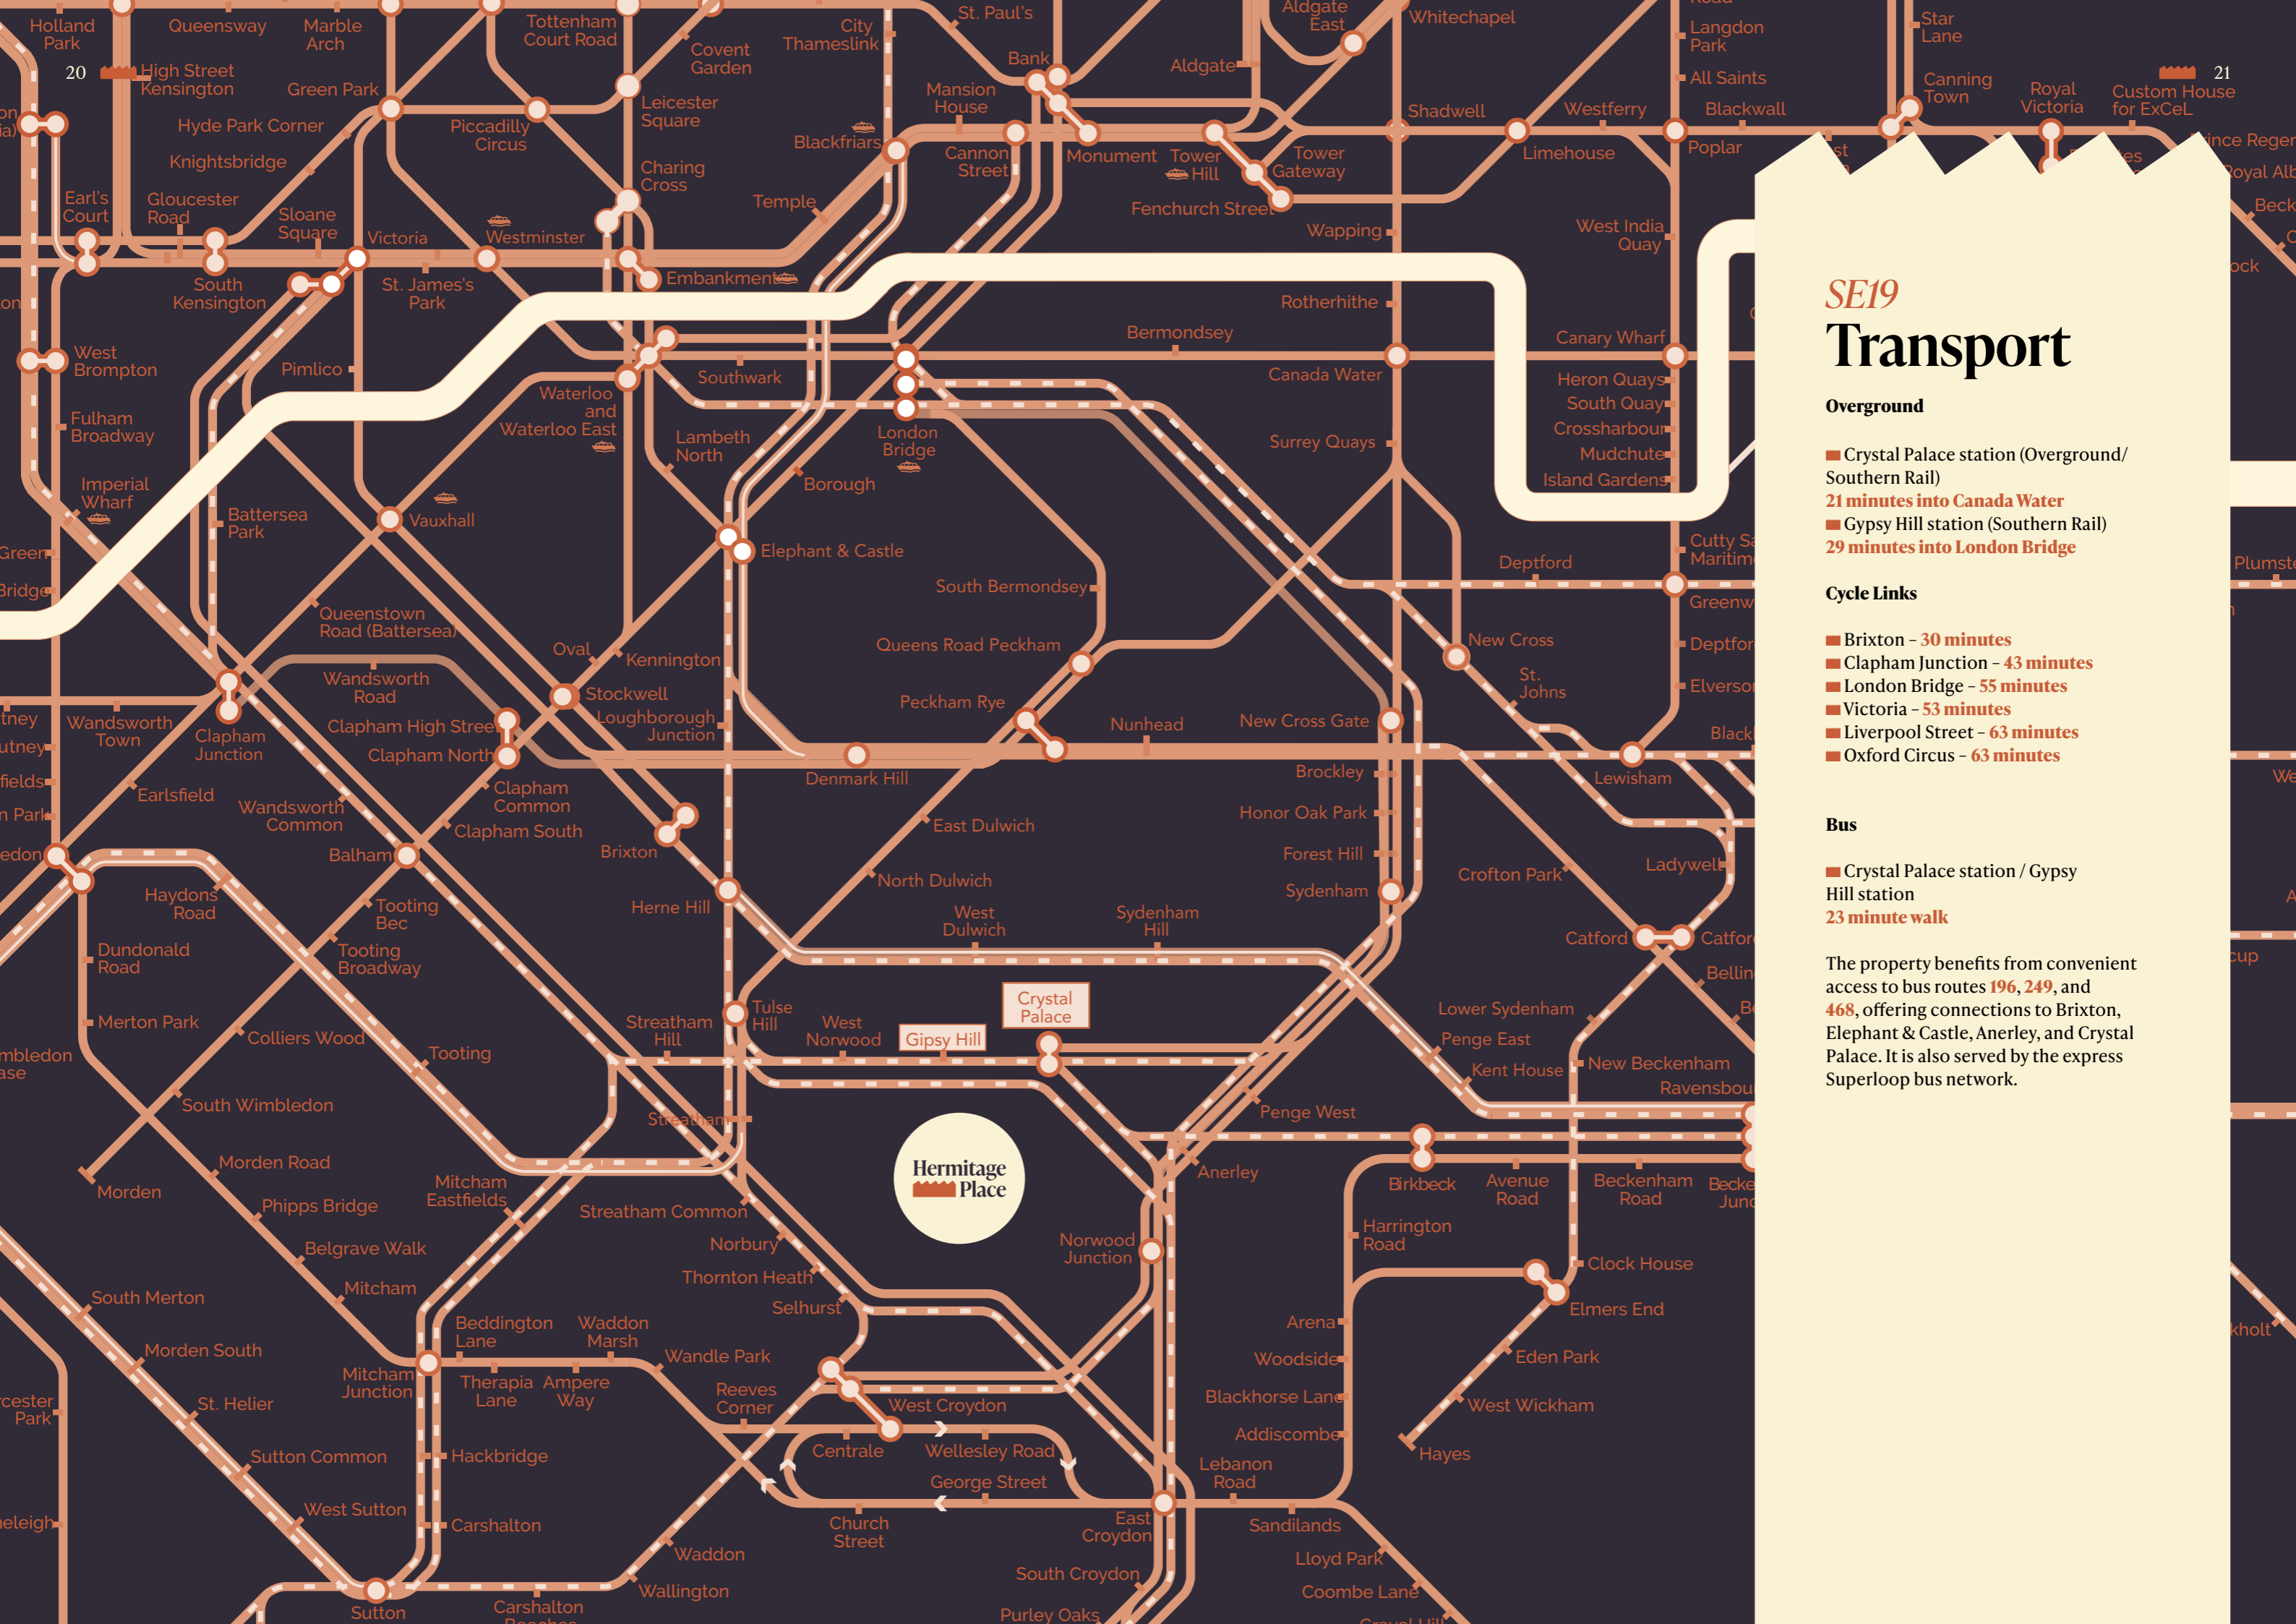 20
21
Holland
Park
Queensway
Marble
Arch
Tottenham
Court Road
Covent
Garden
City
Thameslink
St. Paul's
Bank
Aldgate
East
Whitechapel
Langdon
Park
Star
Lane
High Street
Kensington
Green Park
Hyde Park Corner
Knightsbridge
Piccadilly
Circus
Leicester
Square
Charing
Cross
Mansion
House
Blackfriars
Cannon
Street
Monument
Aldgate
Tower
Hill
Tower
Gateway
Fenchurch Street
Shadwell
Westferry
All Saints
Blackwall
Limehouse
Poplar
Canning
Town
Royal
Victoria
Custom House
for ExCeL
Earl's
Court
Gloucester
Road
Sloane
Square
Victoria
Westminster
Temple
Wapping
West India
Quay
South
Kensington
St. James's
Park
Embankment
Rotherhithe
Bermondsey
Canary Wharf
West
Brompton
Pimlico
Southwark
Canada Water
Heron Quays
South Quay
Crossharbour
Mudchute
Island Gardens
Fulham
Broadway
Waterloo
and
Waterloo East
Lambeth
North
London
Bridge
Borough
Surrey Quays
Imperial
Wharf
Battersea
Park
Vauxhall
Elephant & Castle
Deptford
South Bermondsey
Queenstown
Road (Battersea)
Oval
Kennington
Queens Road Peckham
New Cross
St.
Johns
Wandsworth
Road
Stockwell
Peckham Rye
Wandsworth
Town
Clapham
Junction
Clapham High Street
Clapham North
Loughborough
Junction
Denmark Hill
Nunhead
New Cross Gate
Lewisham
Brockley
Earlsfield
Wandsworth
Common
Clapham
Common
Clapham South
Brixton
East Dulwich
Honor Oak Park
Balham
Forest Hill
Ladywell
Crofton Park
Haydons
Road
Tooting
Bec
Herne Hill
North Dulwich
West
Dulwich
Sydenham
Hill
Sydenham
Catford
Dundonald
Road
Tooting
Broadway
Merton Park
Colliers Wood
Tooting
Streatham
Hill
Tulse
Hill
West
Norwood
Gipsy Hill
Crystal
Palace
Lower Sydenham
Penge East
Kent House
New Beckenham
South Wimbledon
Streatham
Penge West
Morden
Morden Road
Mitcham
Eastfields
Hermitage
Place
Anerley
Birkbeck
Avenue
Road
Beckenham
Road
Phipps Bridge
Streatham Common
Norbury
Norwood
Junction
Harrington
Road
Belgrave Walk
Thornton Heath
Clock House
Mitcham
Selhurst
Elmers End
South Merton
Beddington
Lane
Waddon
Marsh
Arena
Morden South
Mitcham
Junction
Therapia
Lane
Ampere
Way
Wandle Park
Woodside
Eden Park
St. Helier
Reeves
Corner
West Croydon
Blackhorse Lane
West Wickham
Addiscombe
Sutton Common
Hackbridge
Centrale
Wellesley Road
Hayes
George Street
Lebanon
Road
West Sutton
Carshalton
Church
Street
East
Croydon
Sandilands
Waddon
Lloyd Park
Sutton
Carshalton
Wallington
South Croydon
Coombe Lane
Purley Oaks
SE19
Transport
Overground
Crystal Palace station (Overground/
Southern Rail)
21 minutes into Canada Water
Gypsy Hill station (Southern Rail)
29 minutes into London Bridge
Cycle Links
Brixton – 30 minutes
Clapham Junction – 43 minutes
London Bridge – 55 minutes
Victoria – 53 minutes
Liverpool Street – 63 minutes
Oxford Circus – 63 minutes
Bus
Crystal Palace station / Gypsy
Hill station
23 minute walk
The property benefits from convenient
access to bus routes 196, 249, and
468, offering connections to Brixton,
Elephant & Castle, Anerley, and Crystal
Palace. It is also served by the express
Superloop bus network.